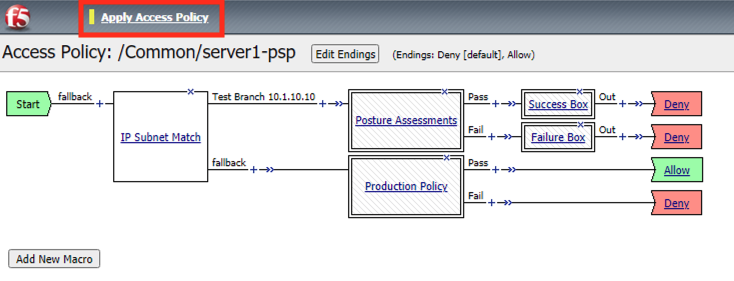 f5 Apply Access Policy
Access Policy: /Common/server1-psp Edit Endings (Endings: Deny [default], Allow)
Start fallback + IP Subnet Match Test Branch 10.1.10.10 + Posture Assessments Pass + Success Box Out + Deny
Fail + Failure Box Out + Deny
fallback + Production Policy Pass + Allow
Fail + Deny
Add New Macro